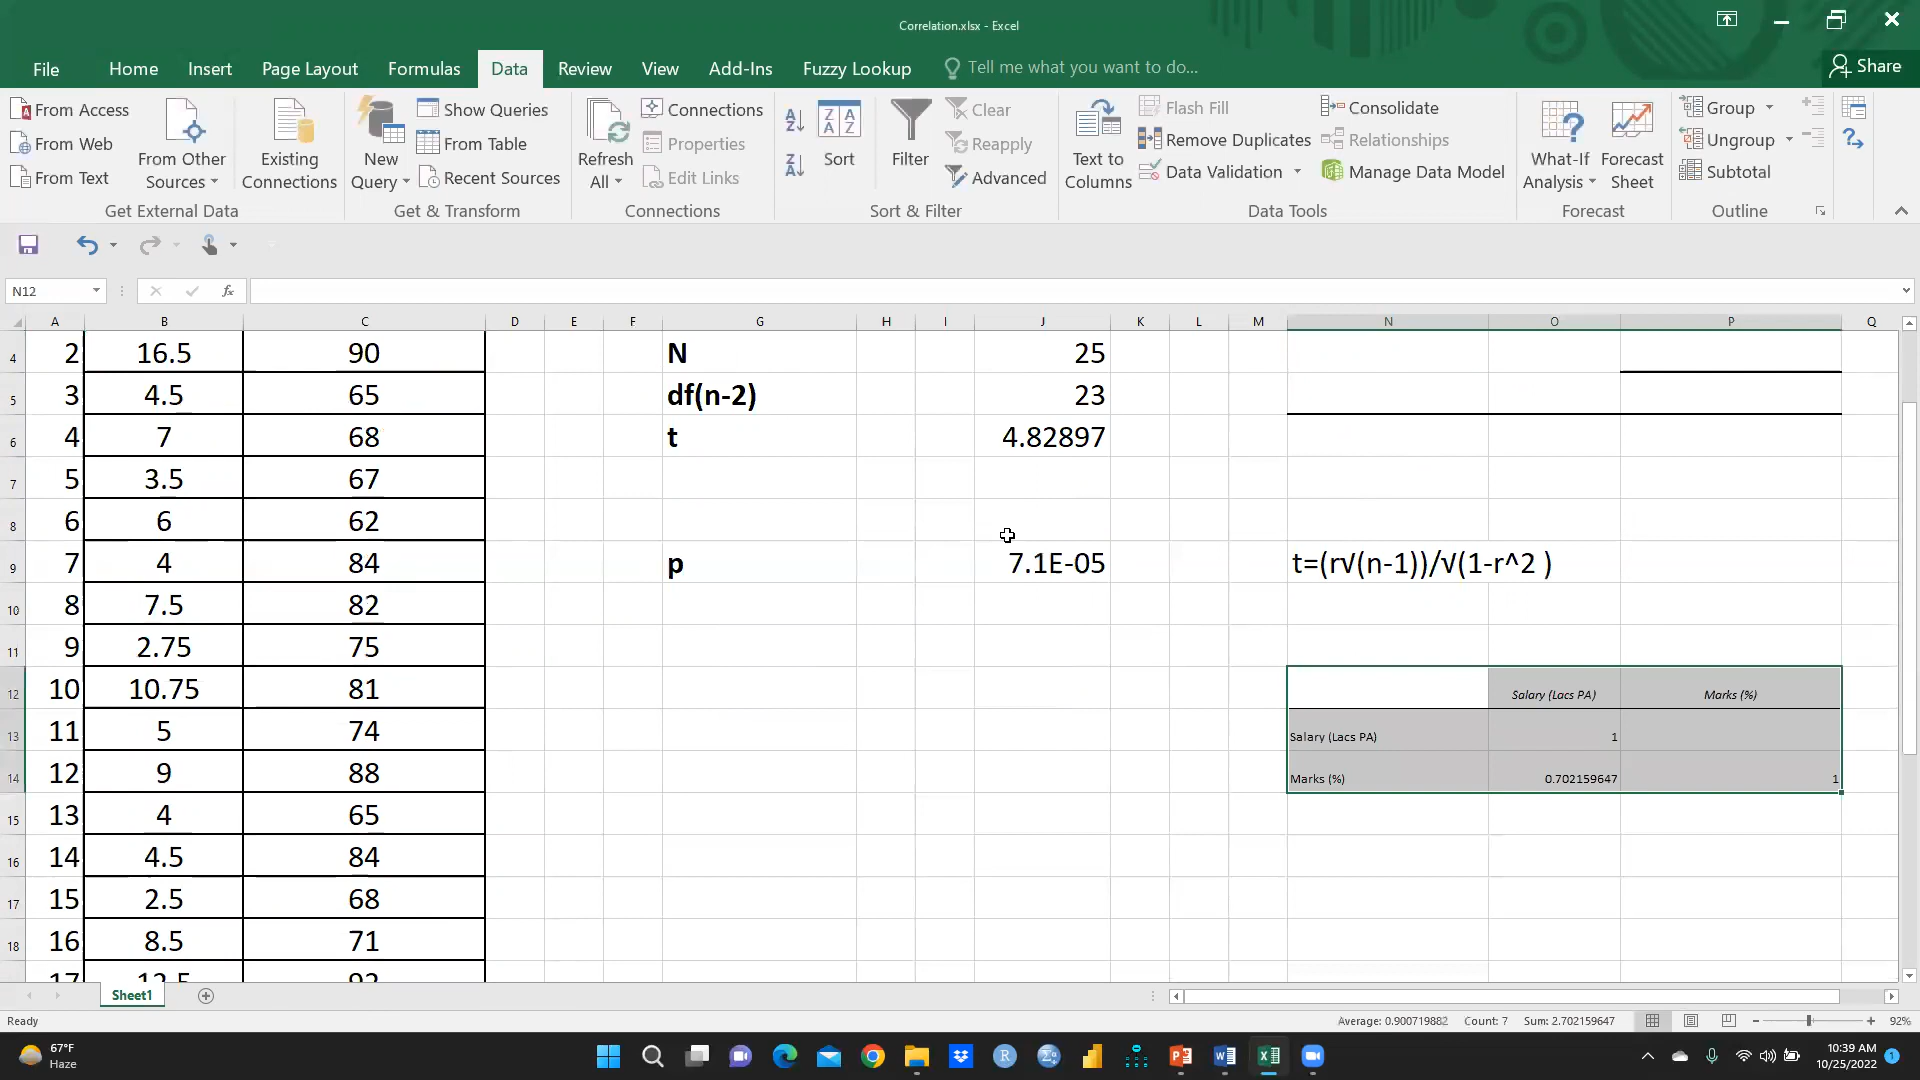 Correlation.xlsx - Excel
File Home Insert Page Layout Formulas Data Review View Add-Ins Fuzzy Lookup Tell me what you want to do... Share
From Access
From Web
From Text
From Other
Sources
Existing
Connections
Get External Data
New
Query
Show Queries
From Table
Recent Sources
Get & Transform
Refresh
All
Connections
Properties
Edit Links
Connections
Sort
Filter
Clear
Reapply
Advanced
Sort & Filter
Text to
Columns
Flash Fill
Remove Duplicates
Data Validation
Consolidate
Relationships
Manage Data Model
Data Tools
What-If
Analysis
Forecast
Sheet
Forecast
Group
Ungroup
Subtotal
Outline
N12 fx
A B C D E F G H I J K L M N O P Q
4 2 16.5 90 N 25
5 3 4.5 65 df(n-2) 23
6 4 7 68 t 4.82897
7 5 3.5 67
8 6 6 62
9 7 4 84 p 7.1E-05 t=(r√(n-1))/√(1-r^2 )
10 8 7.5 82
11 9 2.75 75
12 10 10.75 81 Salary (Lacs PA) Marks (%)
13 11 5 74 Salary (Lacs PA) 1
14 12 9 88 Marks (%) 0.702159647 1
15 13 4 65
16 14 4.5 84
17 15 2.5 68
18 16 8.5 71
17 12.5 92
Sheet1
Ready Average: 0.900719882 Count: 7 Sum: 2.702159647 92%
67°F
Haze
10:39 AM
10/25/2022
1